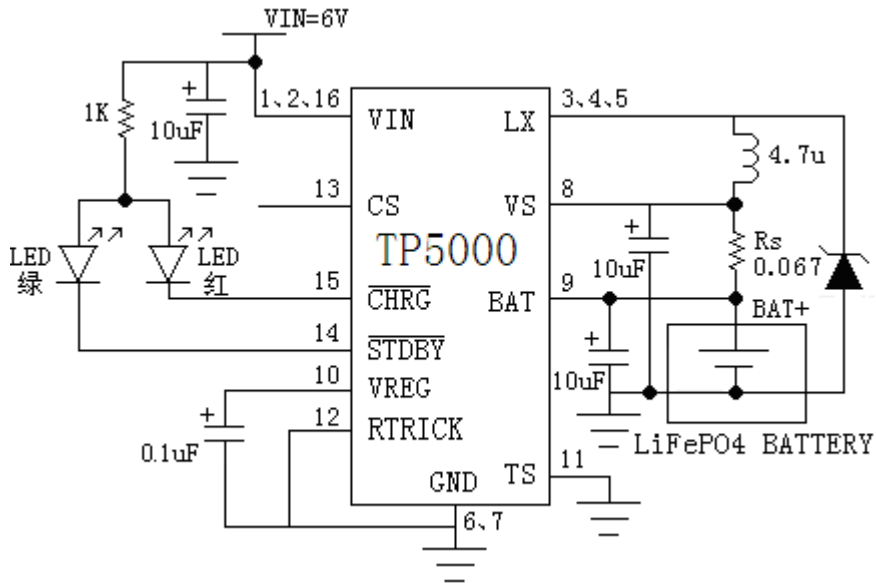 VIN=6V
1K
10uF
1、2、16
VIN
LX
3、4、5
4.7u
13
CS
VS
8
TP5000
LED
绿
LED
红
10uF
Rs
0.067
15
CHRG
BAT
9
BAT+
14
STDBY
10
VREG
10uF
12
RTRICK
0.1uF
LiFePO4 BATTERY
GND
TS
11
6、7